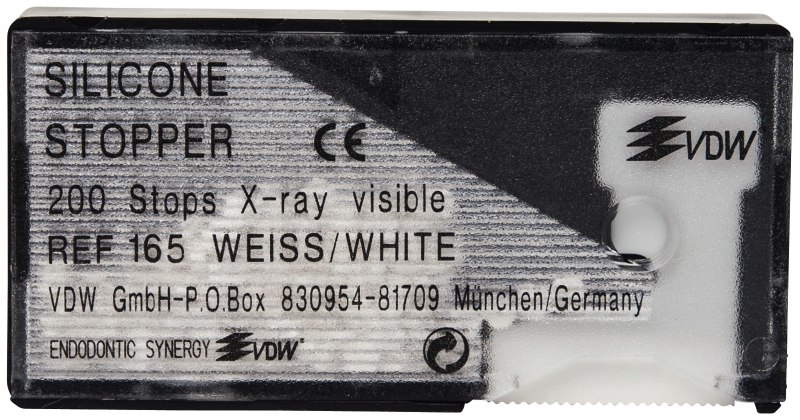 SILICONE
STOPPER CE
VDW
200 Stops X-ray visible
REF 165 WEISS/WHITE
VDW GmbH-P.O.Box 830954-81709 München/Germany
ENDODONTIC SYNERGY VDW®